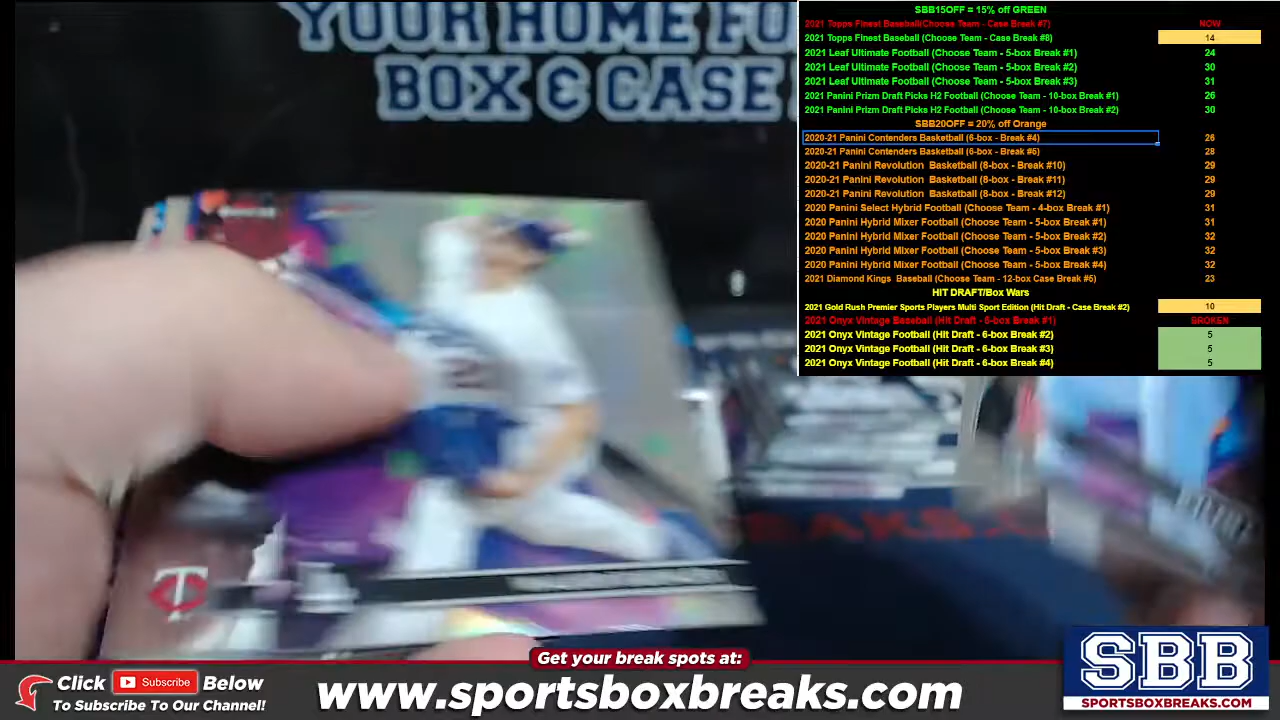 YOUR HOME FO
BOX & CASE
SBB15OFF = 15% off GREEN
2021 Topps Finest Baseball(Choose Team - Case Break #7) NOW
2021 Topps Finest Baseball (Choose Team - Case Break #8) 14
2021 Leaf Ultimate Football (Choose Team - 5-box Break #1) 24
2021 Leaf Ultimate Football (Choose Team - 5-box Break #2) 30
2021 Leaf Ultimate Football (Choose Team - 5-box Break #3) 31
2021 Panini Prizm Draft Picks H2 Football (Choose Team - 10-box Break #1) 26
2021 Panini Prizm Draft Picks H2 Football (Choose Team - 10-box Break #2) 30
SBB20OFF = 20% off Orange
2020-21 Panini Contenders Basketball (6-box - Break #4) 26
2020-21 Panini Contenders Basketball (6-box - Break #5) 28
2020-21 Panini Revolution Basketball (8-box - Break #10) 29
2020-21 Panini Revolution Basketball (8-box - Break #11) 29
2020-21 Panini Revolution Basketball (8-box - Break #12) 29
2020 Panini Select Hybrid Football (Choose Team - 4-box Break #1) 31
2020 Panini Hybrid Mixer Football (Choose Team - 5-box Break #1) 31
2020 Panini Hybrid Mixer Football (Choose Team - 5-box Break #2) 32
2020 Panini Hybrid Mixer Football (Choose Team - 5-box Break #3) 32
2020 Panini Hybrid Mixer Football (Choose Team - 5-box Break #4) 32
2021 Diamond Kings Baseball (Choose Team - 12-box Case Break #5) 23
HIT DRAFT/Box Wars
2021 Gold Rush Premier Sports Players Multi Sport Edition (Hit Draft - Case Break #2) 10
2021 Onyx Vintage Baseball (Hit Draft - 6-box Break #1) BROKEN
2021 Onyx Vintage Football (Hit Draft - 6-box Break #2) 5
2021 Onyx Vintage Football (Hit Draft - 6-box Break #3) 5
2021 Onyx Vintage Football (Hit Draft - 6-box Break #4) 5
Get your break spots at:
Click Subscribe Below
To Subscribe To Our Channel!
www.sportsboxbreaks.com
SBB
SPORTSBOXBREAKS.COM